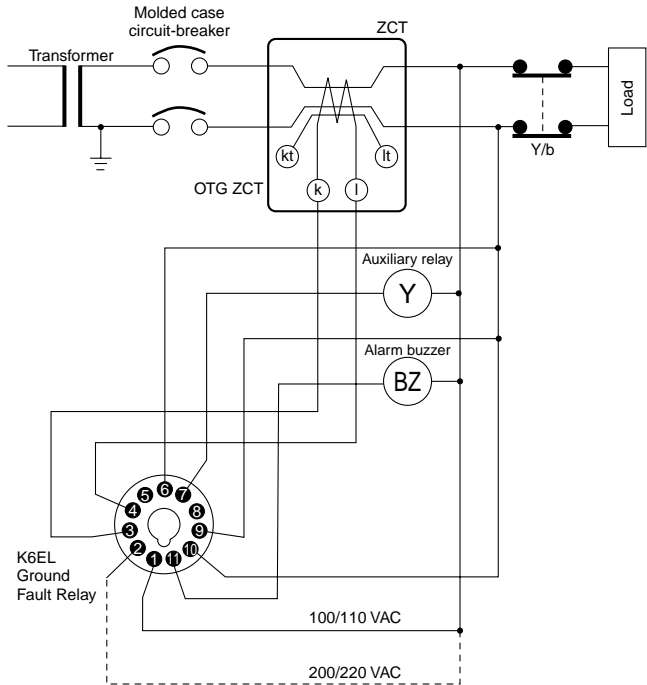 Molded case
circuit-breaker
ZCT
Transformer
Load
kt
lt
Y/b
OTG ZCT
k
l
Auxiliary relay
Y
Alarm buzzer
BZ
6
5
7
4
8
3
9
2
10
1
11
K6EL
Ground
Fault Relay
100/110 VAC
200/220 VAC